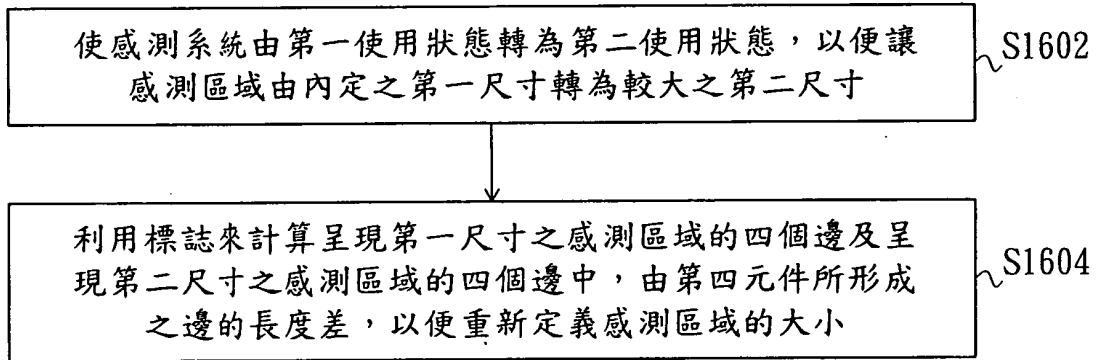 使感測系統由第一使用狀態轉為第二使用狀態，以便讓
感測區域由內定之第一尺寸轉為較大之第二尺寸
S1602
利用標誌來計算呈現第一尺寸之感測區域的四個邊及呈
現第二尺寸之感測區域的四個邊中，由第四元件所形成
之邊的長度差，以便重新定義感測區域的大小
S1604